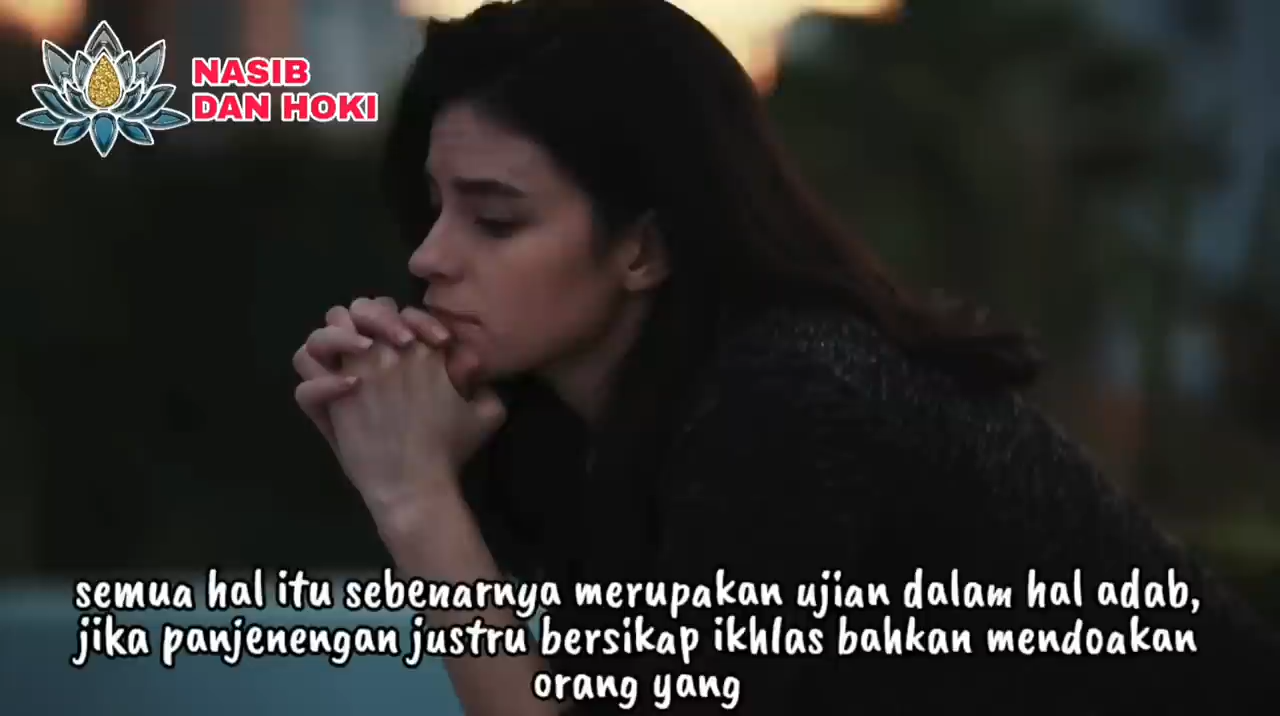 NASIB
DAN HOKI
semua hal itu sebenarnya merupakan ujian dalam hal adab,
jika panjenengan justru bersikap ikhlas bahkan mendoakan
orang yang